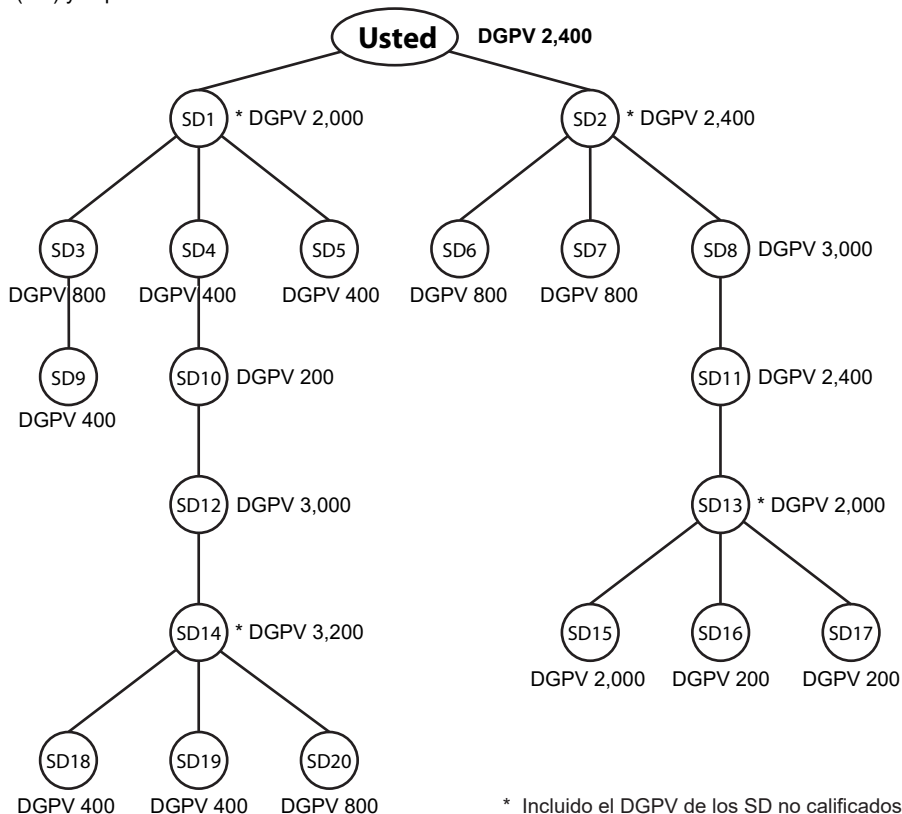 Usted DGPV 2,400
SD1 * DGPV 2,000 SD2 * DGPV 2,400
SD3 SD4 SD5 SD6 SD7 SD8 DGPV 3,000
DGPV 800 DGPV 400 DGPV 400 DGPV 800 DGPV 800
SD9 SD10 DGPV 200 SD11 DGPV 2,400
DGPV 400
SD12 DGPV 3,000 SD13 * DGPV 2,000
SD14 * DGPV 3,200 SD15 SD16 SD17
DGPV 2,000 DGPV 200 DGPV 200
SD18 SD19 SD20
DGPV 400 DGPV 400 DGPV 800 * Incluido el DGPV de los SD no calificados